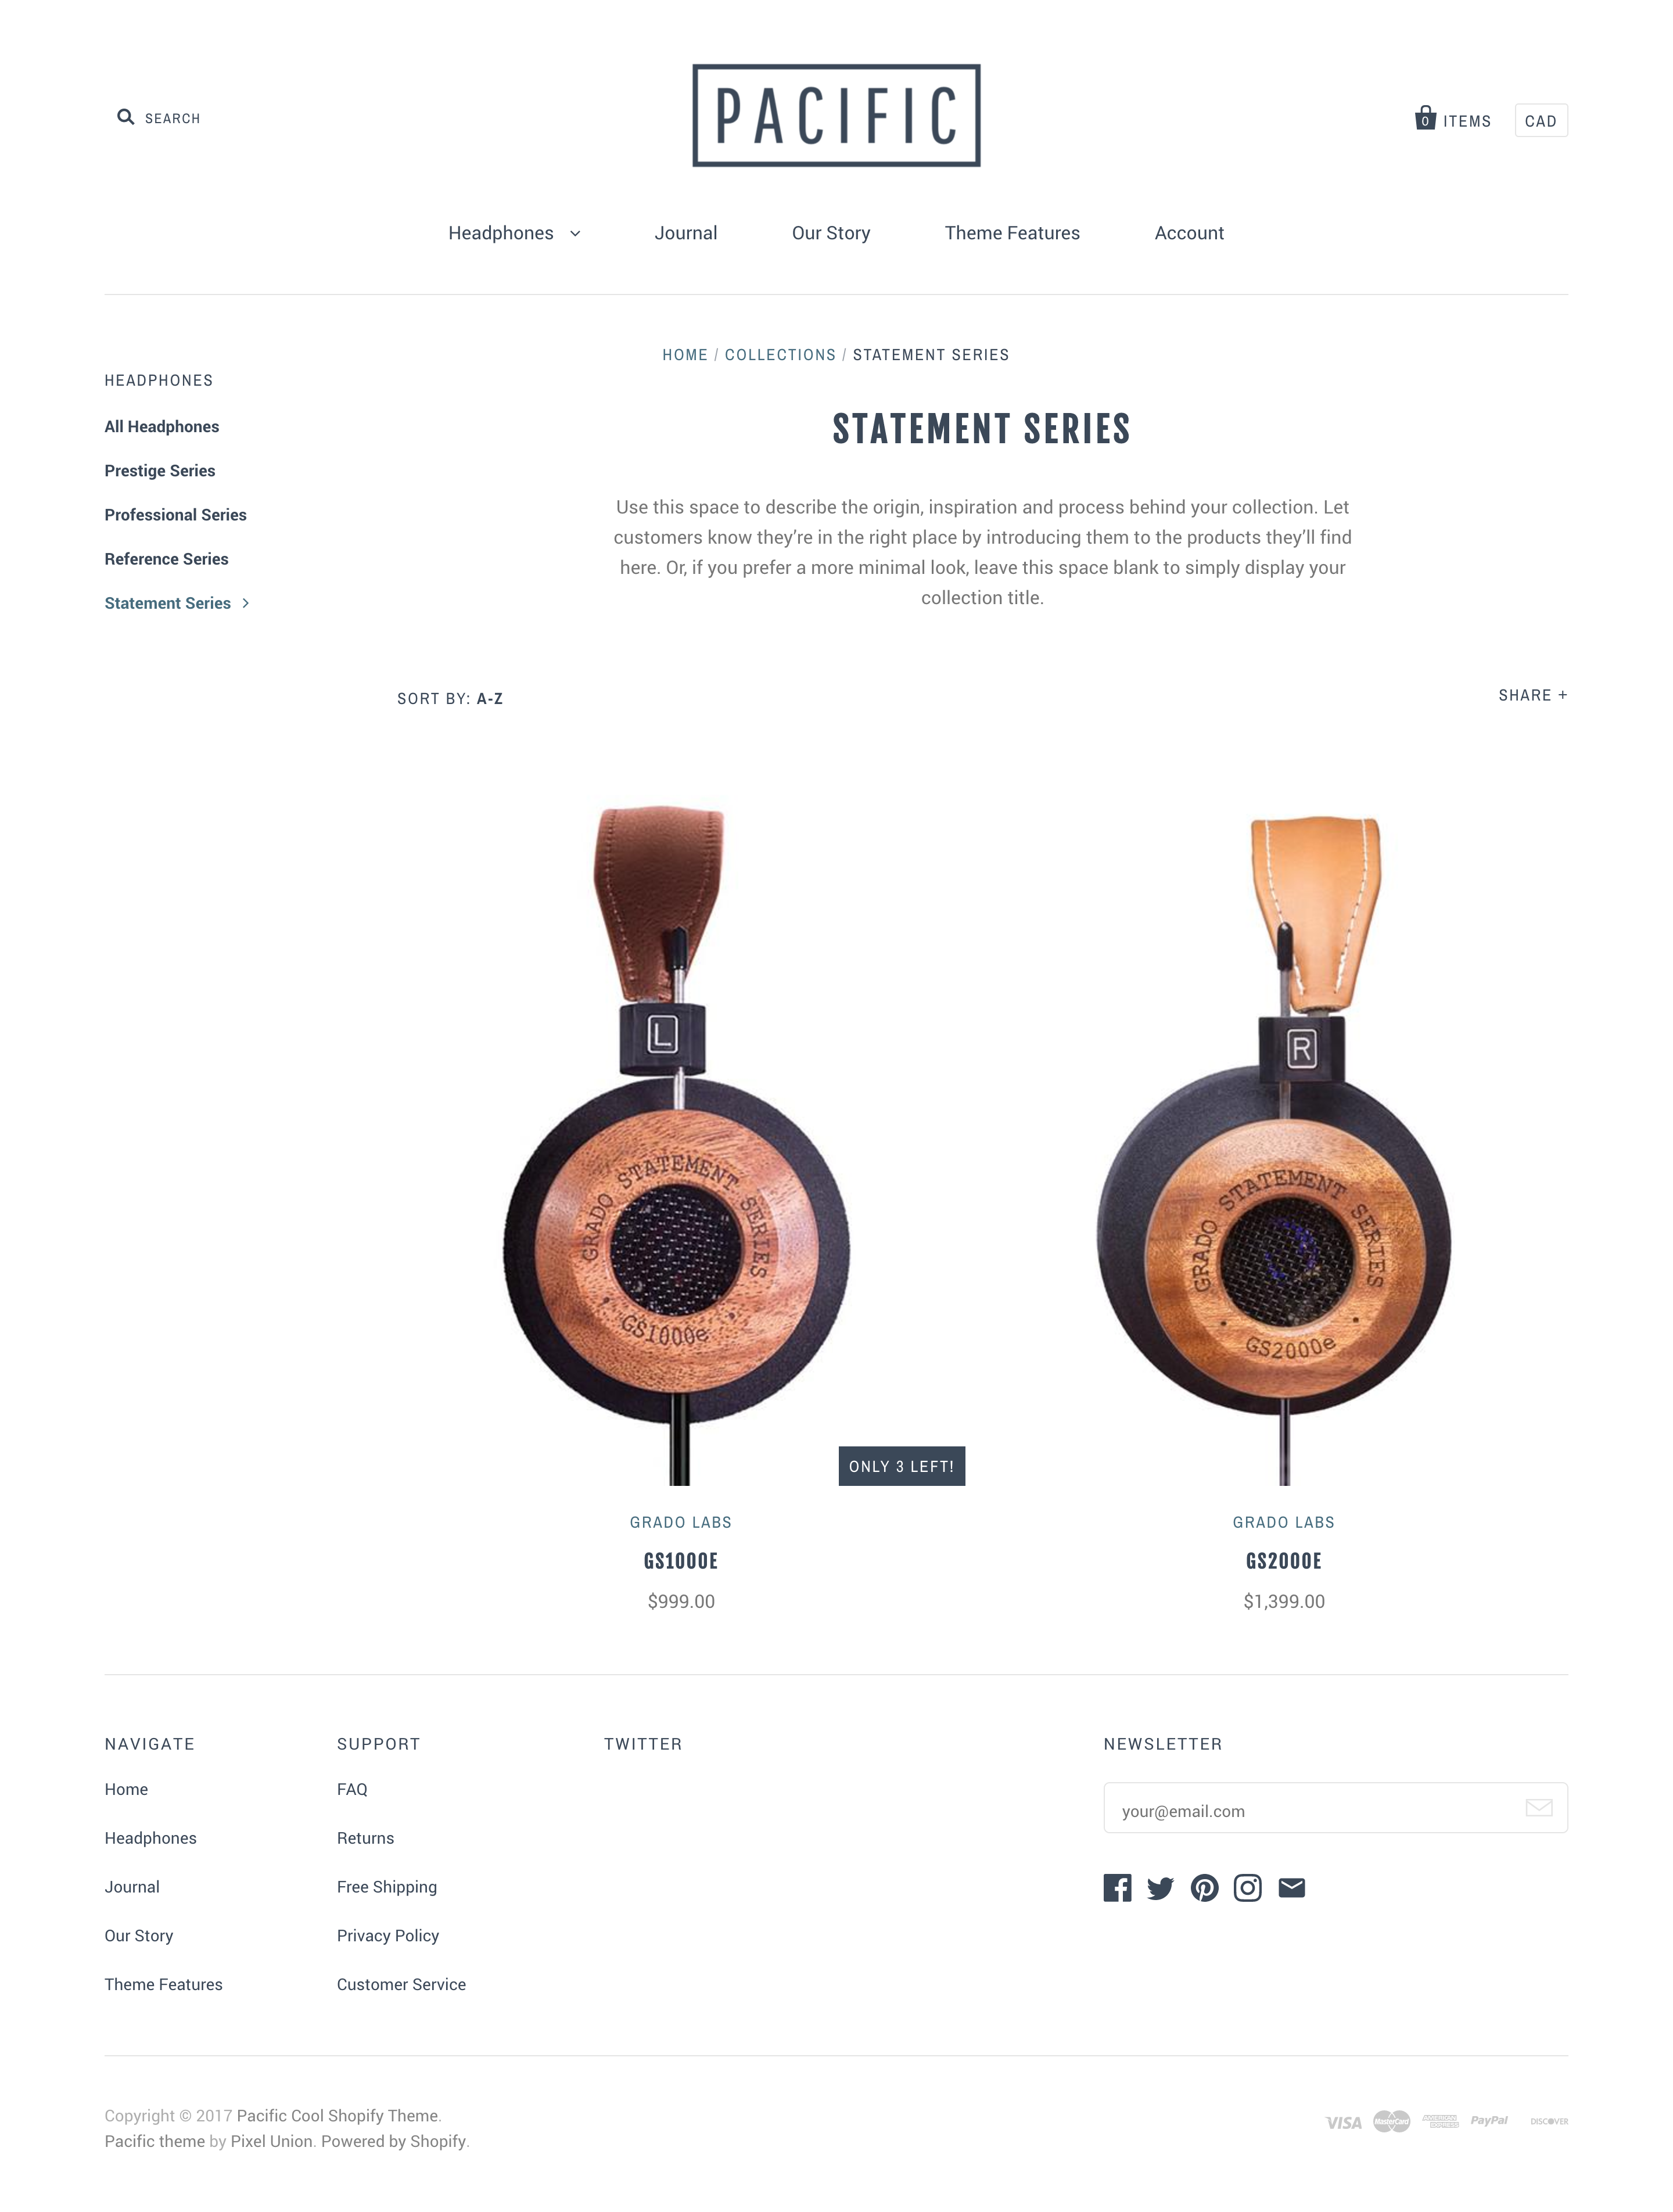 SEARCH
PACIFIC
0 ITEMS
CAD
Headphones
Journal
Our Story
Theme Features
Account
HOME / COLLECTIONS / STATEMENT SERIES
HEADPHONES
All Headphones
Prestige Series
Professional Series
Reference Series
Statement Series
STATEMENT SERIES
Use this space to describe the origin, inspiration and process behind your collection. Let
customers know they’re in the right place by introducing them to the products they’ll find
here. Or, if you prefer a more minimal look, leave this space blank to simply display your
collection title.
SORT BY: A-Z
SHARE +
L
GRADO STATEMENT SERIES
GS1000e
ONLY 3 LEFT!
GRADO LABS
GS1000E
$999.00
R
GRADO STATEMENT SERIES
GS2000e
GRADO LABS
GS2000E
$1,399.00
NAVIGATE
Home
Headphones
Journal
Our Story
Theme Features
SUPPORT
FAQ
Returns
Free Shipping
Privacy Policy
Customer Service
TWITTER
NEWSLETTER
your@email.com
Copyright © 2017 Pacific Cool Shopify Theme.
Pacific theme by Pixel Union. Powered by Shopify.
VISA
MasterCard
AMERICAN EXPRESS
PayPal
DISCOVER